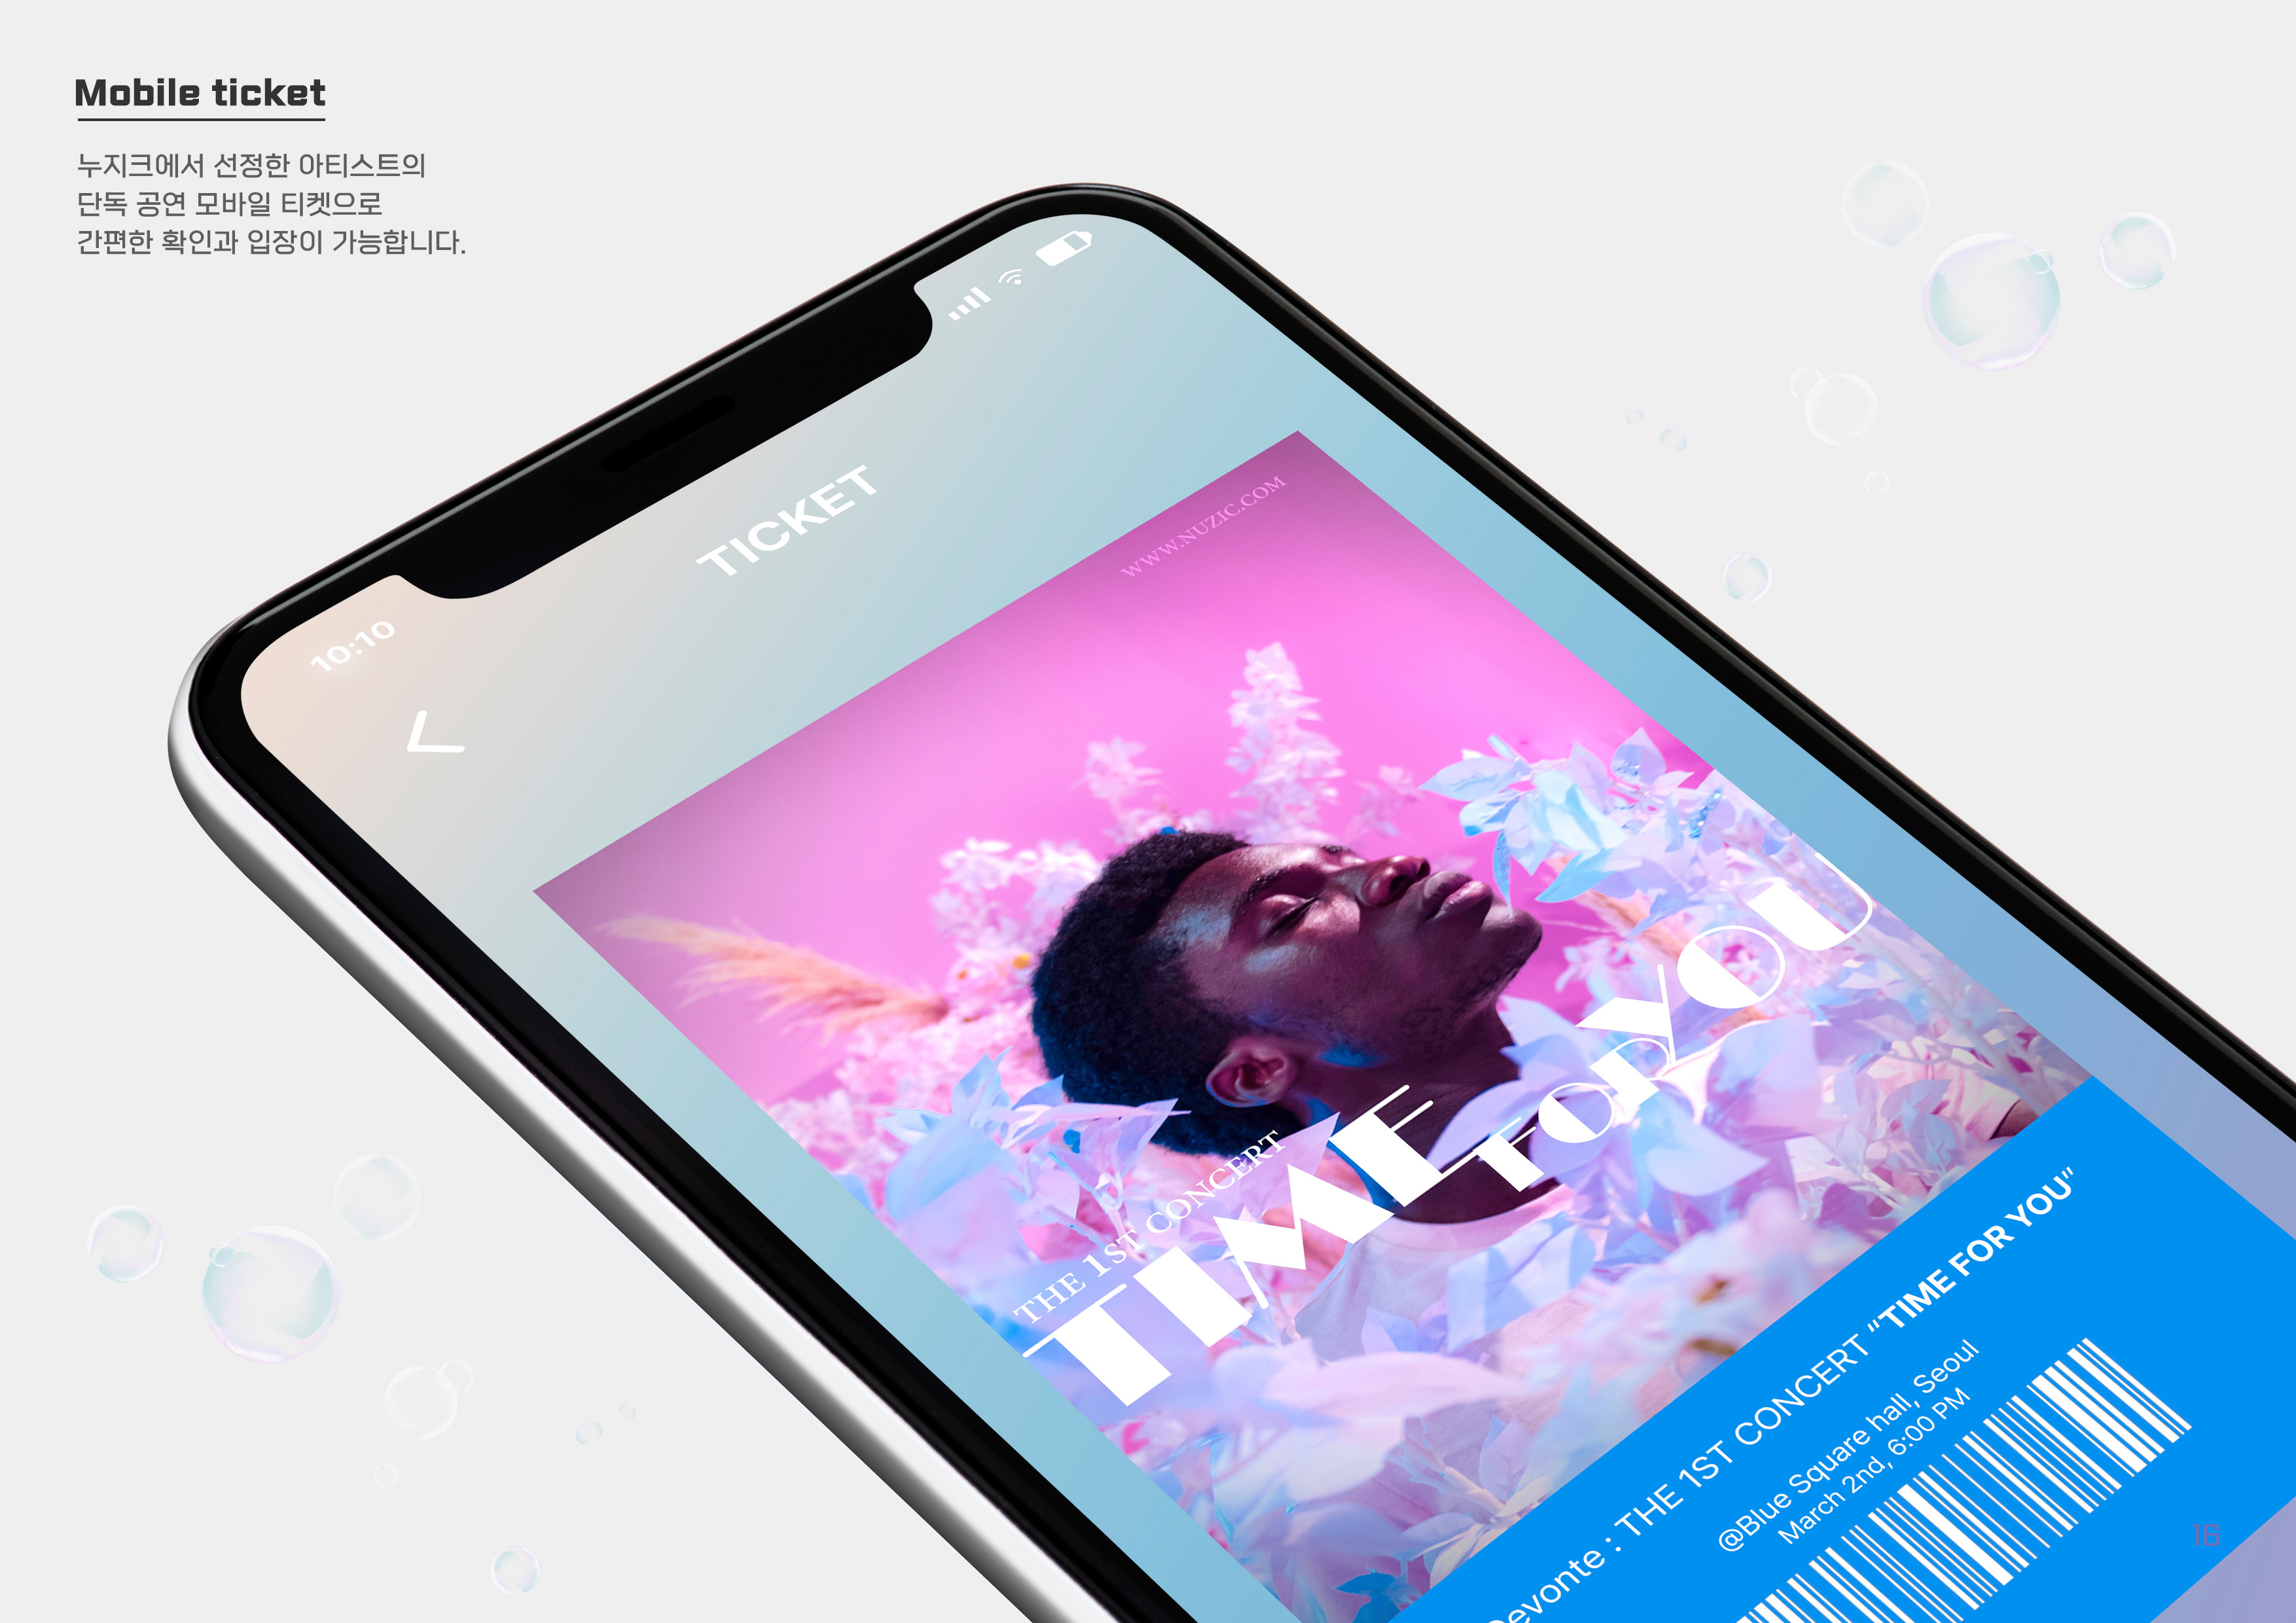 Mobile ticket
누지크에서 선정한 아티스트의
단독 공연 모바일 티켓으로
간편한 확인과 입장이 가능합니다.
10:10
TICKET
WWW.NUZIC.COM
THE 1ST CONCERT
TIME FOR YOU
: THE 1ST CONCERT "TIME FOR YOU"
@Blue Square hall, Seoul
March 2nd, 6:00 PM
16